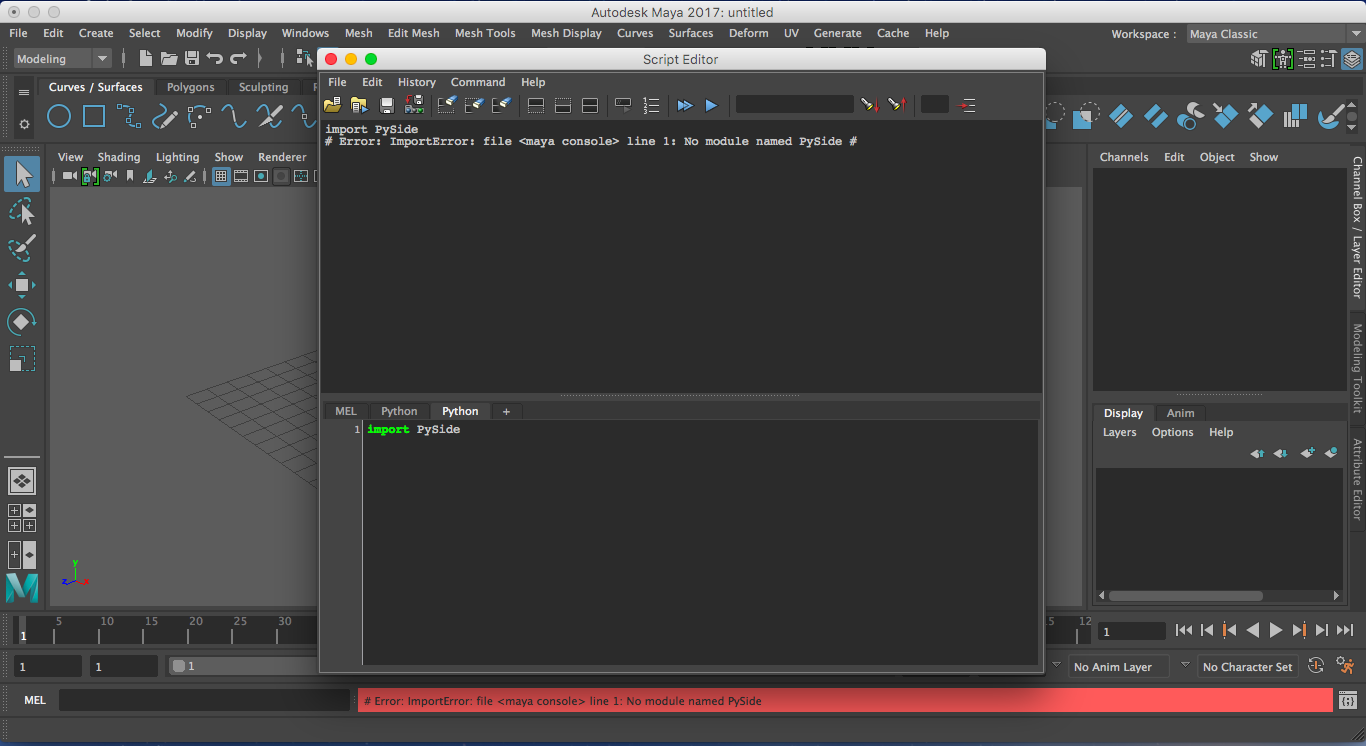 Autodesk Maya 2017: untitled
File Edit Create Select Modify Display Windows Mesh Edit Mesh Mesh Tools Mesh Display Curves Surfaces Deform UV Generate Cache Help Workspace : Maya Classic
Modeling
Script Editor
Curves / Surfaces Polygons Sculpting
File Edit History Command Help
import PySide
# Error: ImportError: file <maya console> line 1: No module named PySide #
View Shading Lighting Show Renderer
Channels Edit Object Show
Channel Box / Layer Editor
Modeling Toolkit
Attribute Editor
MEL Python Python +
1 import PySide
Display Anim
Layers Options Help
y
z x
5 10 15 20 25 30
1
5 12
1
1 1 1
No Anim Layer No Character Set
MEL # Error: ImportError: file <maya console> line 1: No module named PySide